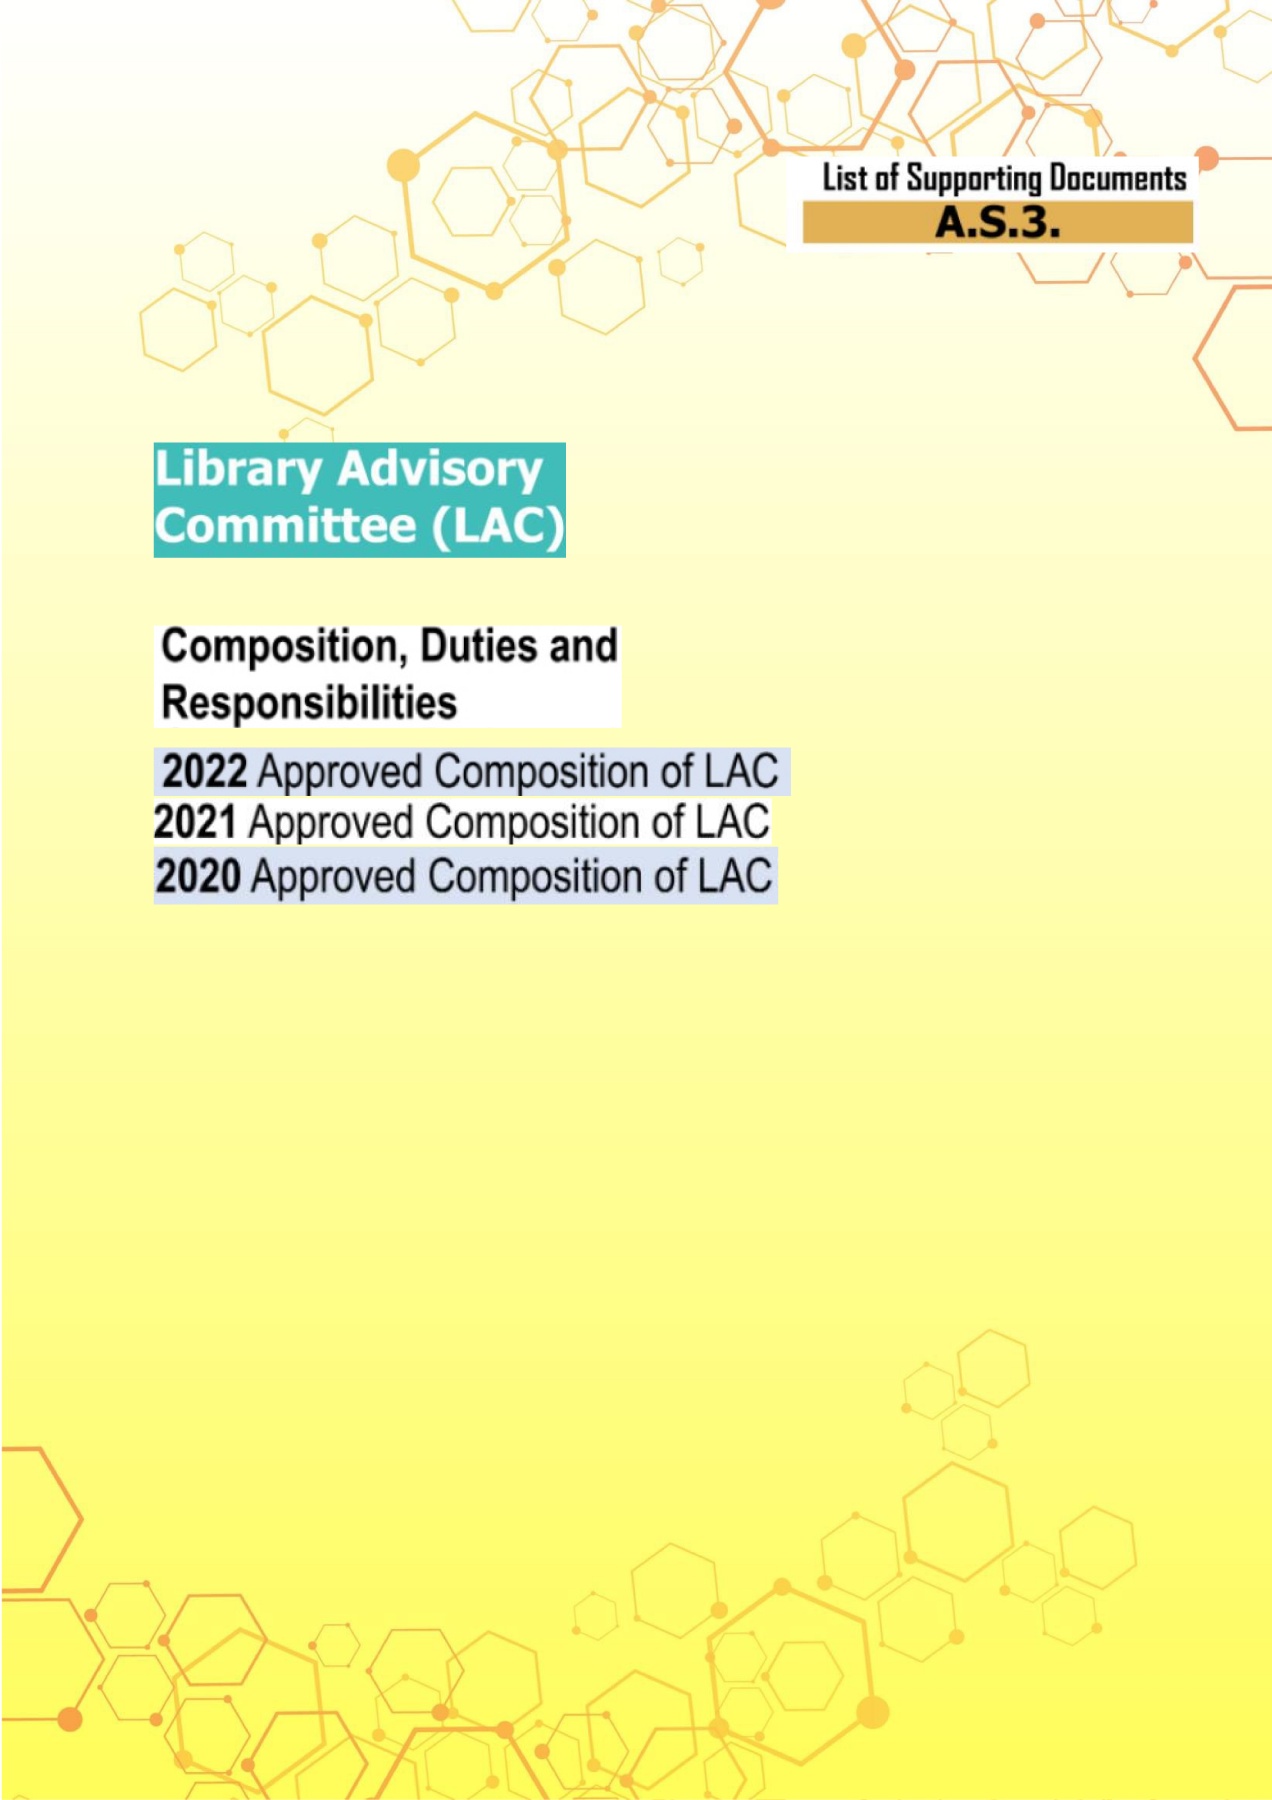 List of Supporting Documents
A.S.3.
Library Advisory
Committee (LAC)
Composition, Duties and
Responsibilities
2022 Approved Composition of LAC
2021 Approved Composition of LAC
2020 Approved Composition of LAC